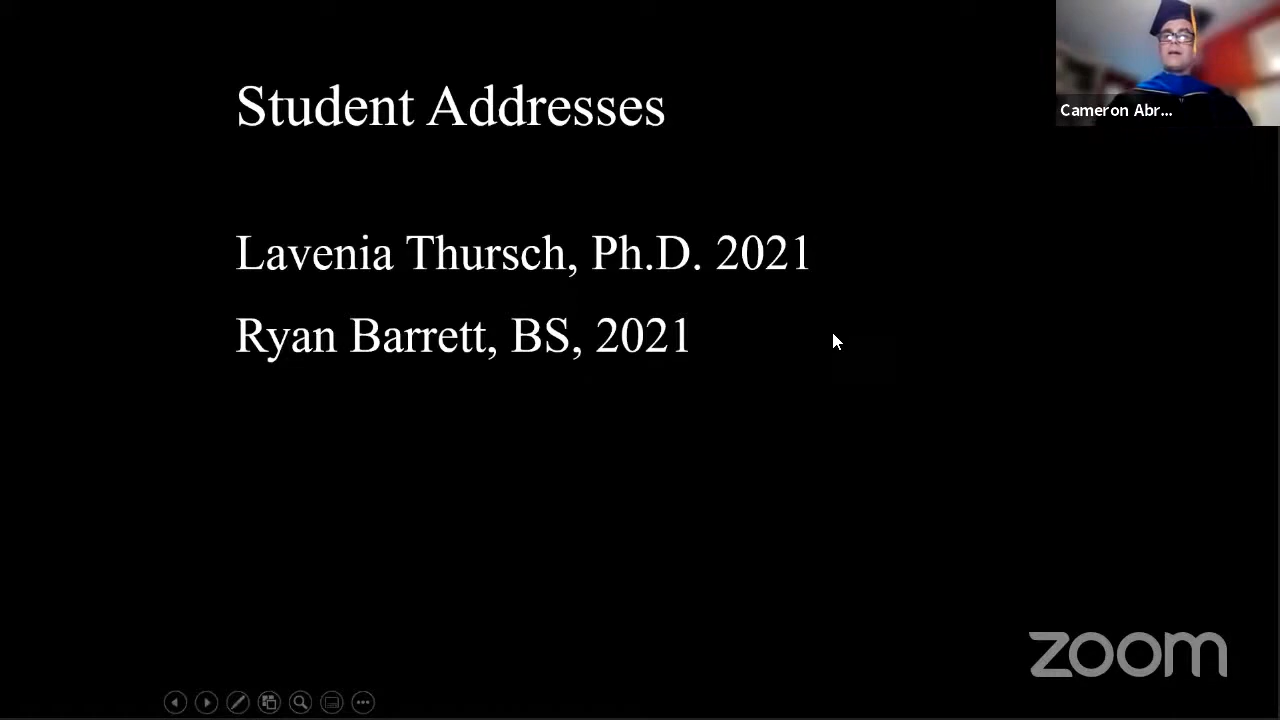 Student Addresses
Cameron Abr...
Lavenia Thursch, Ph.D. 2021
Ryan Barrett, BS, 2021
zoom